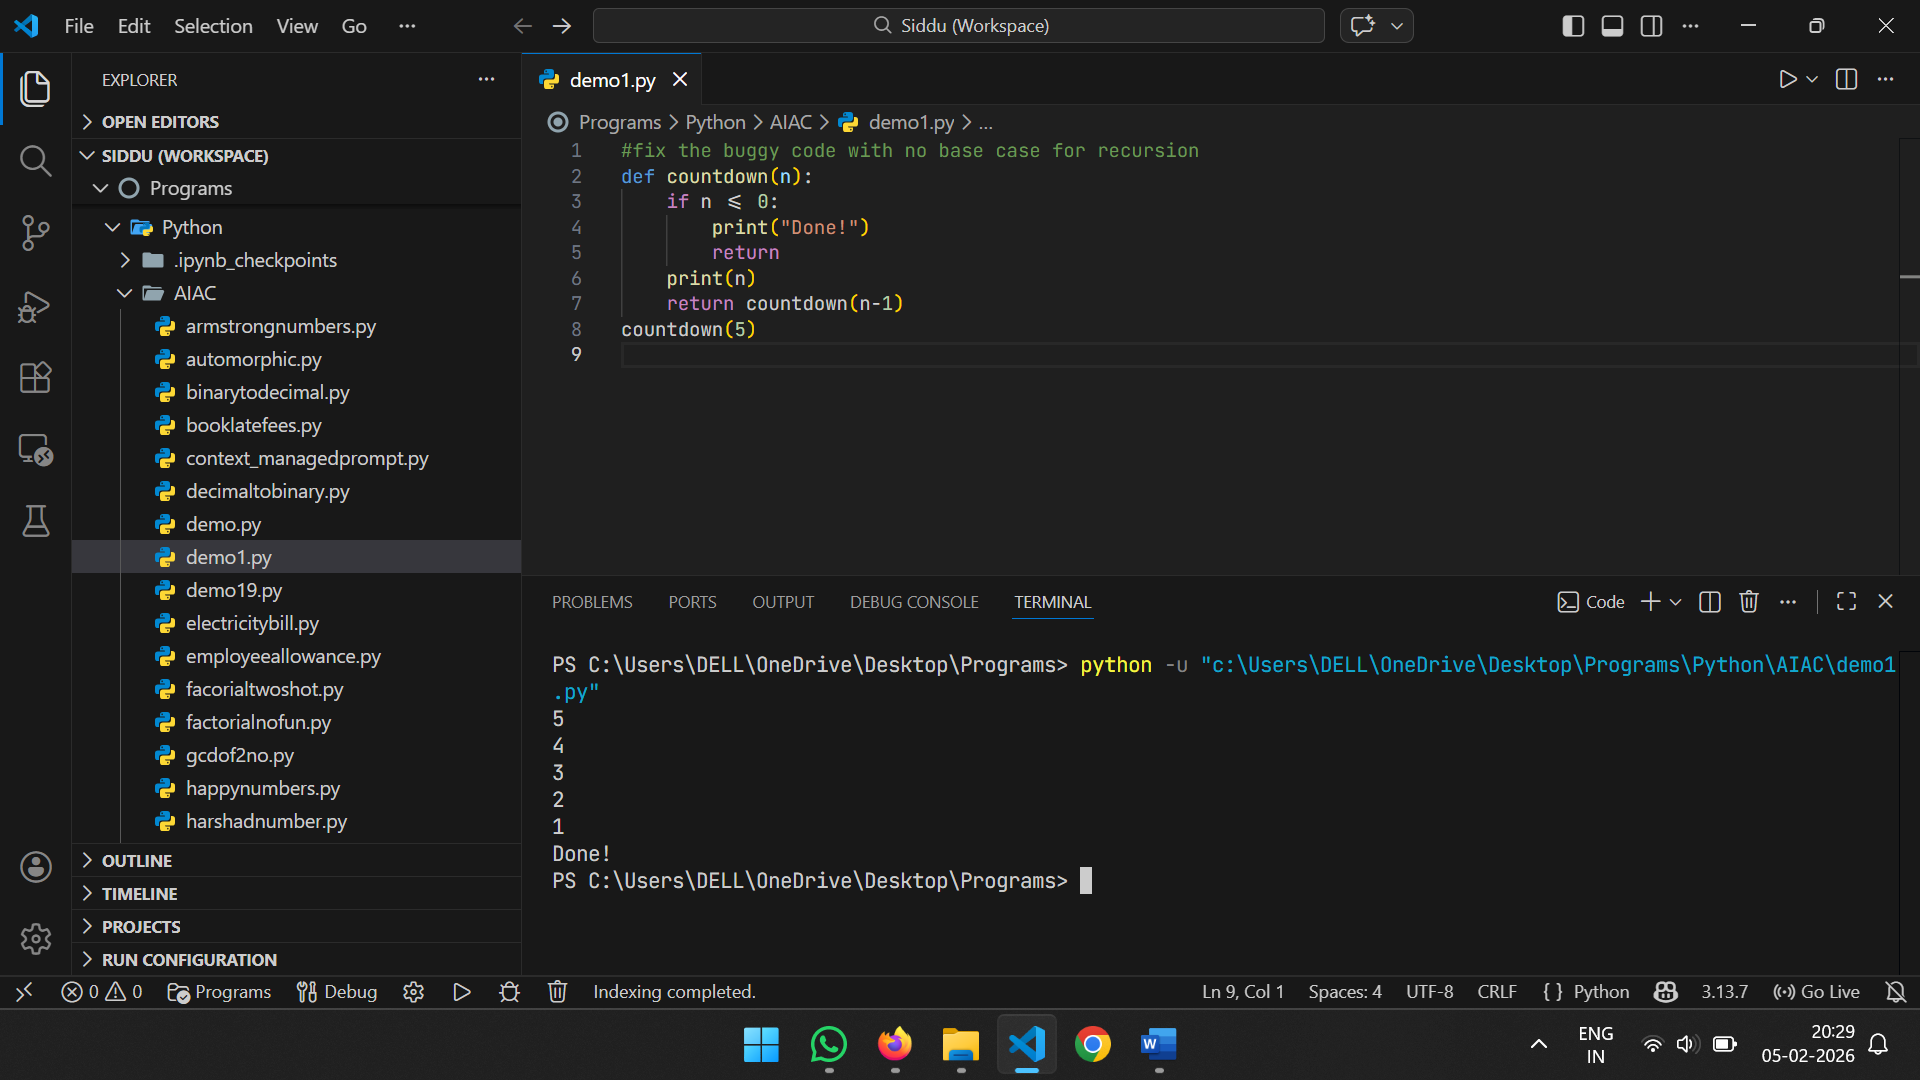 File Edit Selection View Go
Siddu (Workspace)
EXPLORER
OPEN EDITORS
SIDDU (WORKSPACE)
Programs
Python
.ipynb_checkpoints
AIAC
armstrongnumbers.py
automorphic.py
binarytodecimal.py
booklatefees.py
context_managedprompt.py
decimaltobinary.py
demo.py
demo1.py
demo19.py
electricitybill.py
employeeallowance.py
facorialtwoshot.py
factorialnofun.py
gcdof2no.py
happynumbers.py
harshadnumber.py
OUTLINE
TIMELINE
PROJECTS
RUN CONFIGURATION
demo1.py
Programs > Python > AIAC > demo1.py > ...
1 #fix the buggy code with no base case for recursion
2 def countdown(n):
3 if n <= 0:
4 print("Done!")
5 return
6 print(n)
7 return countdown(n-1)
8 countdown(5)
9
PROBLEMS PORTS OUTPUT DEBUG CONSOLE TERMINAL
Code
PS C:\Users\DELL\OneDrive\Desktop\Programs> python -u "c:\Users\DELL\OneDrive\Desktop\Programs\Python\AIAC\demo1
.py"
5
4
3
2
1
Done!
PS C:\Users\DELL\OneDrive\Desktop\Programs>
0 0 Programs Debug Indexing completed. Ln 9, Col 1 Spaces: 4 UTF-8 CRLF {} Python 3.13.7 Go Live
ENG
IN
20:29
05-02-2026